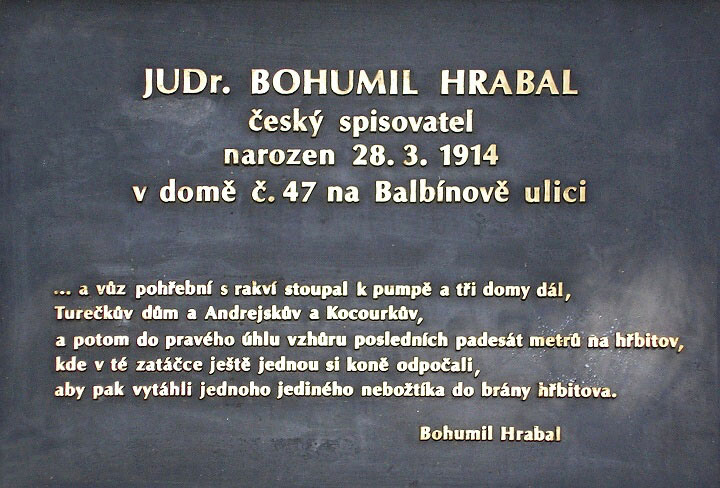 JUDr. BOHUMIL HRABAL
český spisovatel
narozen 28. 3. 1914
v domě č. 47 na Balbínově ulici
... a vůz pohřební s rakví stoupal k pumpě a tři domy dál,
Turečkův dům a Andrejskův a Kocourkův,
a potom do pravého úhlu vzhůru posledních padesát metrů na hřbitov,
kde v té zatáčce ještě jednou si koně odpočali,
aby pak vytáhli jednoho jediného nebožtíka do brány hřbitova.
Bohumil Hrabal